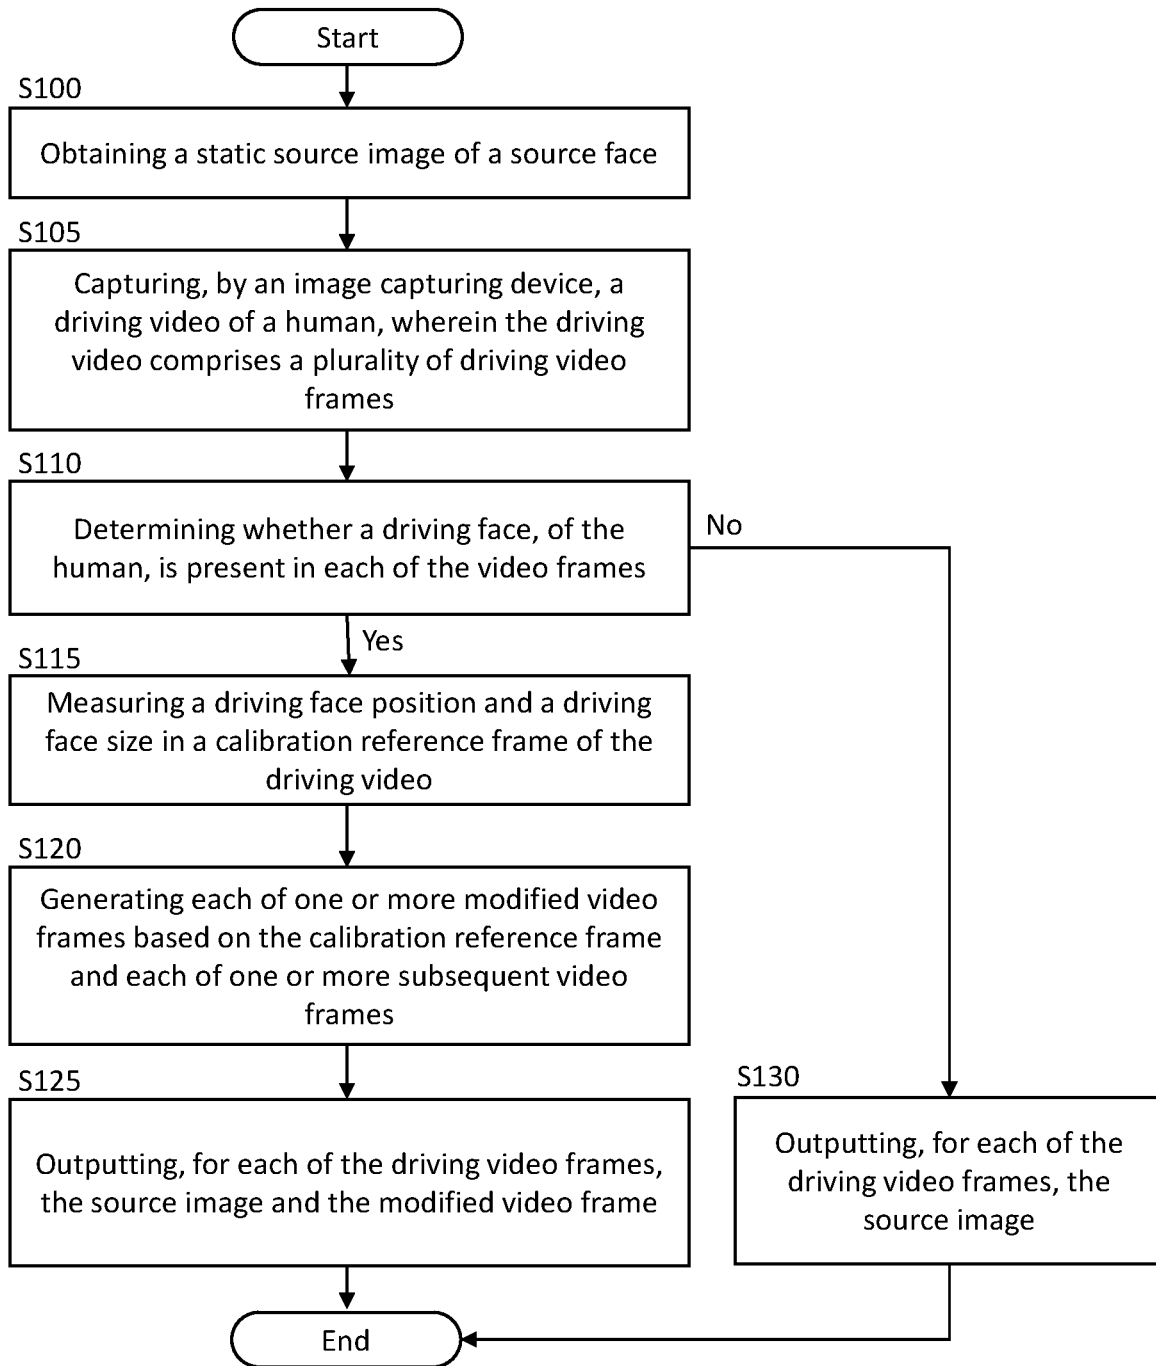 Start
S100
Obtaining a static source image of a source face
S105
Capturing, by an image capturing device, a
driving video of a human, wherein the driving
video comprises a plurality of driving video
frames
S110
Determining whether a driving face, of the
human, is present in each of the video frames
No
Yes
S115
Measuring a driving face position and a driving
face size in a calibration reference frame of the
driving video
S120
Generating each of one or more modified video
frames based on the calibration reference frame
and each of one or more subsequent video
frames
S125
Outputting, for each of the driving video frames,
the source image and the modified video frame
S130
Outputting, for each of the
driving video frames, the
source image
End